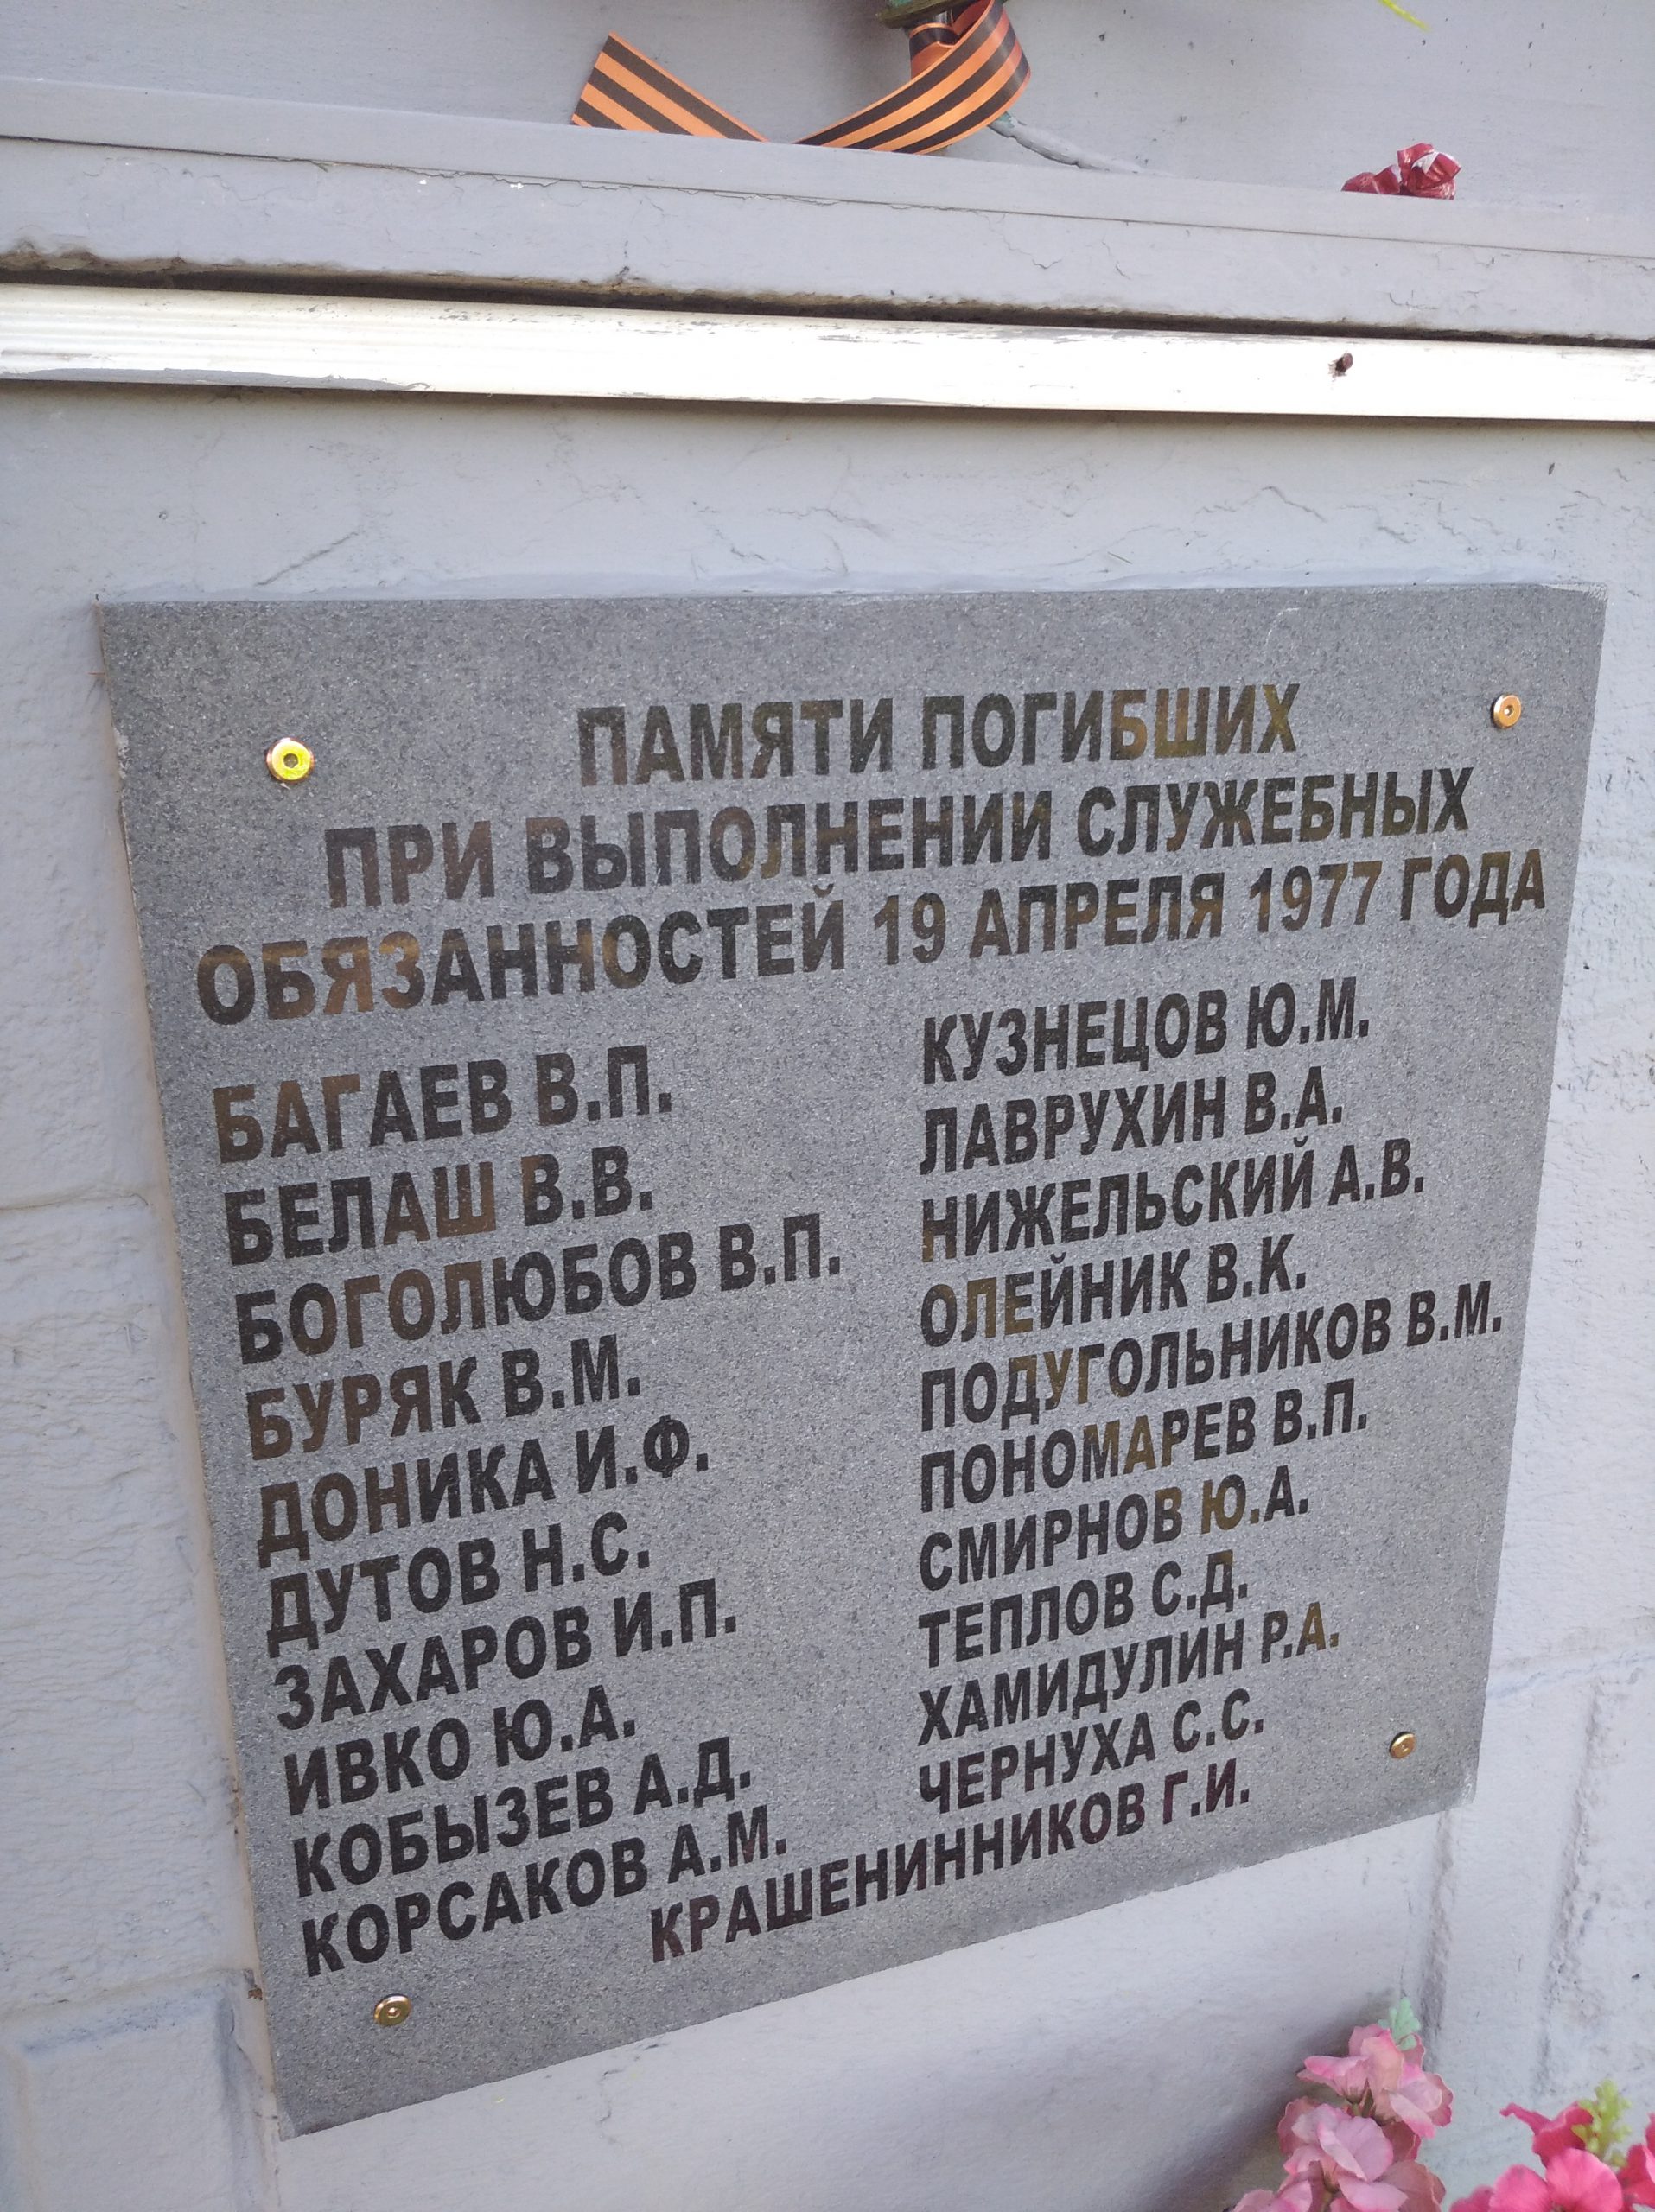 ПАМЯТИ ПОГИБШИХ
ПРИ ВЫПОЛНЕНИИ СЛУЖЕБНЫХ
ОБЯЗАННОСТЕЙ 19 АПРЕЛЯ 1977 ГОДА
БАГАЕВ В.П.
БЕЛАШ В.В.
БОГОЛЮБОВ В.П.
БУРЯК В.М.
ДОНИКА И.Ф.
ДУТОВ Н.С.
ЗАХАРОВ И.П.
ИВКО Ю.А.
КОБЫЗЕВ А.Д.
КОРСАКОВ А.М.
КУЗНЕЦОВ Ю.М.
ЛАВРУХИН В.А.
НИЖЕЛЬСКИЙ А.В.
ОЛЕЙНИК В.К.
ПОДУГОЛЬНИКОВ В.М.
ПОНОМАРЕВ В.П.
СМИРНОВ Ю.А.
ТЕПЛОВ С.Д.
ХАМИДУЛИН Р.А.
ЧЕРНУХА С.С.
КРАШЕНИННИКОВ Г.И.